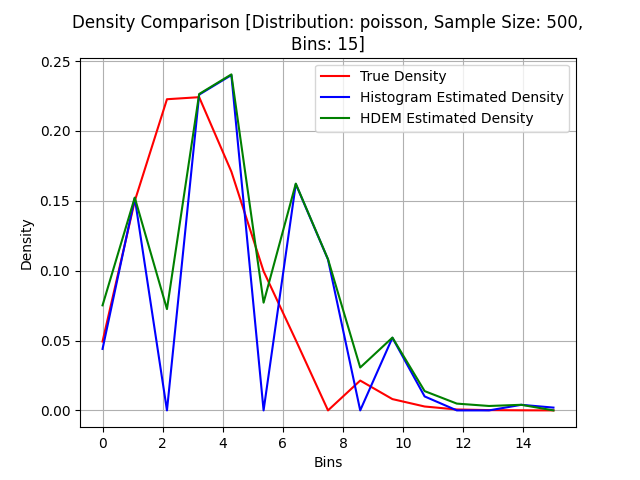 Density Comparison [Distribution: poisson, Sample Size: 500,
Bins: 15]
True Density
Histogram Estimated Density
HDEM Estimated Density
Density
0.25
0.20
0.15
0.10
0.05
0.00
0 2 4 6 8 10 12 14
Bins